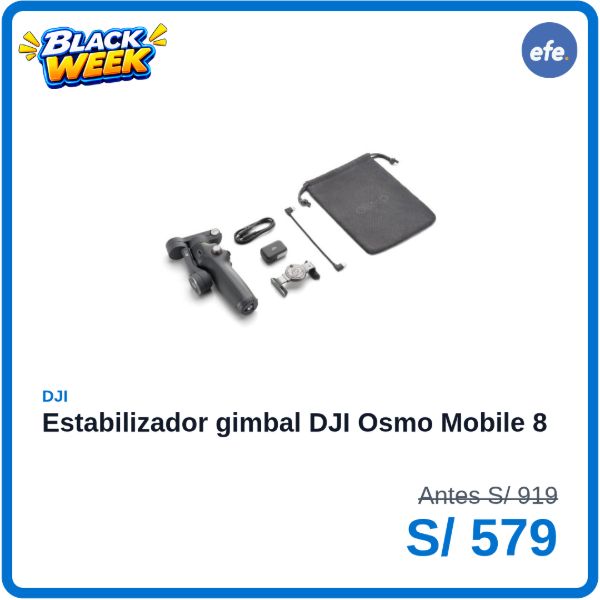 BLACK
WEEK
efe.
DJI
Estabilizador gimbal DJI Osmo Mobile 8
Antes S/ 919
S/ 579